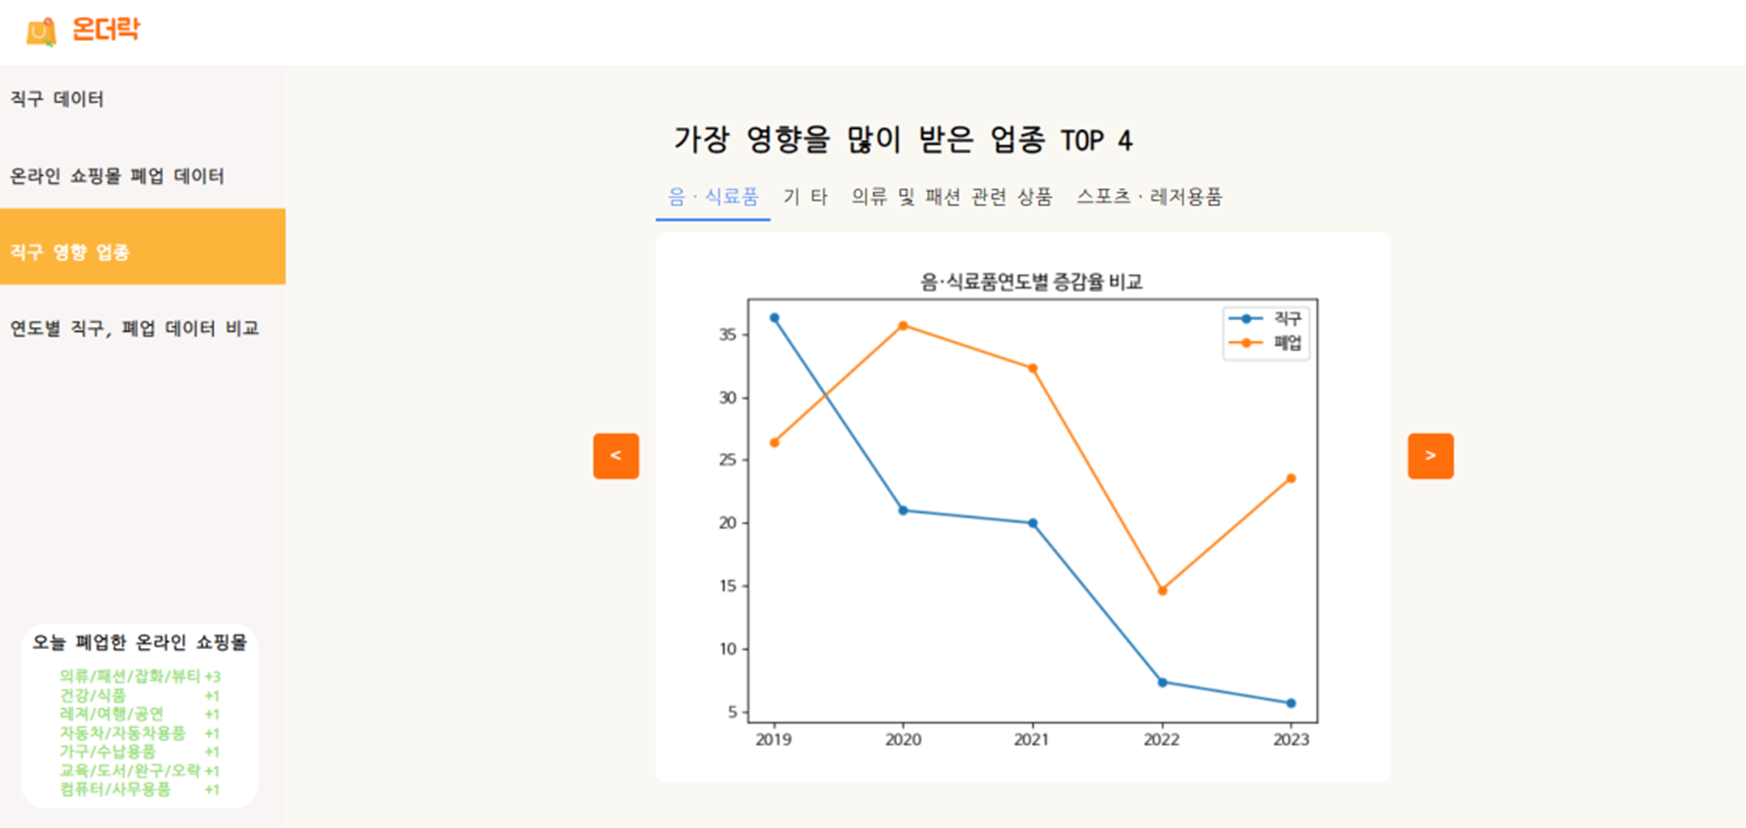 온더락
직구 데이터
온라인 쇼핑몰 폐업 데이터
직구 영향 업종
연도별 직구, 폐업 데이터 비교
오늘 폐업한 온라인 쇼핑몰
의류/패션/잡화/뷰티 +3
건강/식품 +1
레져/여행/공연 +1
자동차/자동차용품 +1
가구/수납용품 +1
교육/도서/완구/오락 +1
컴퓨터/사무용품 +1
가장 영향을 많이 받은 업종 TOP 4
음·식료품 기 타 의류 및 패션 관련 상품 스포츠·레저용품
음·식료품연도별 증감율 비교
직구
폐업
35
30
25
20
15
10
5
2019 2020 2021 2022 2023
<
>